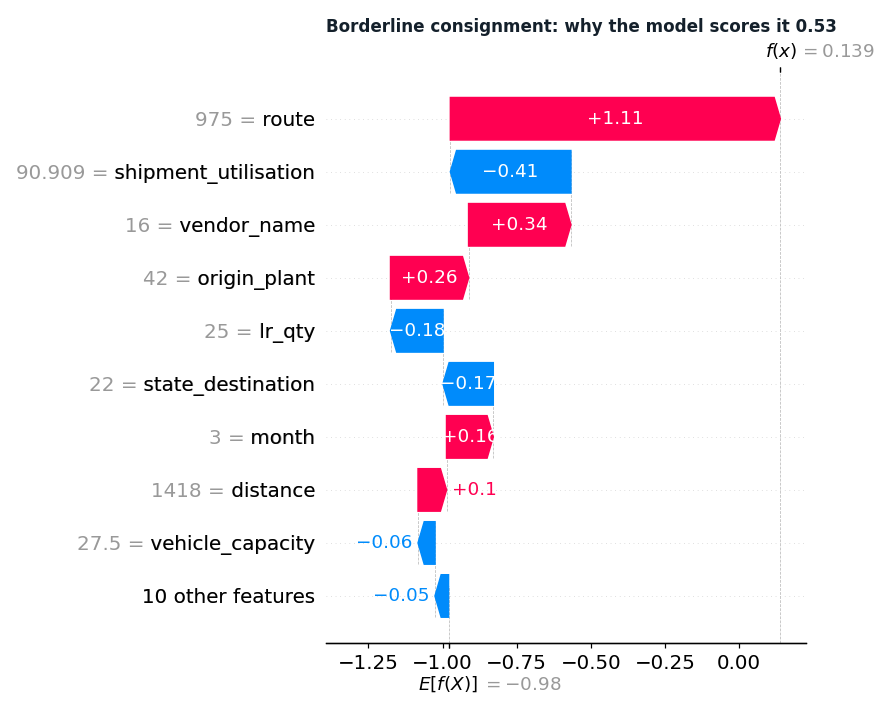 Borderline consignment: why the model scores it 0.53
f(x) = 0.139
975 = route
+1.11
90.909 = shipment_utilisation
−0.41
16 = vendor_name
+0.34
42 = origin_plant
+0.26
25 = lr_qty
−0.18
22 = state_destination
−0.17
3 = month
+0.16
1418 = distance
+0.1
27.5 = vehicle_capacity
−0.06
10 other features
−0.05
−1.25 −1.00 −0.75 −0.50 −0.25 0.00
E[f(X)] = −0.98